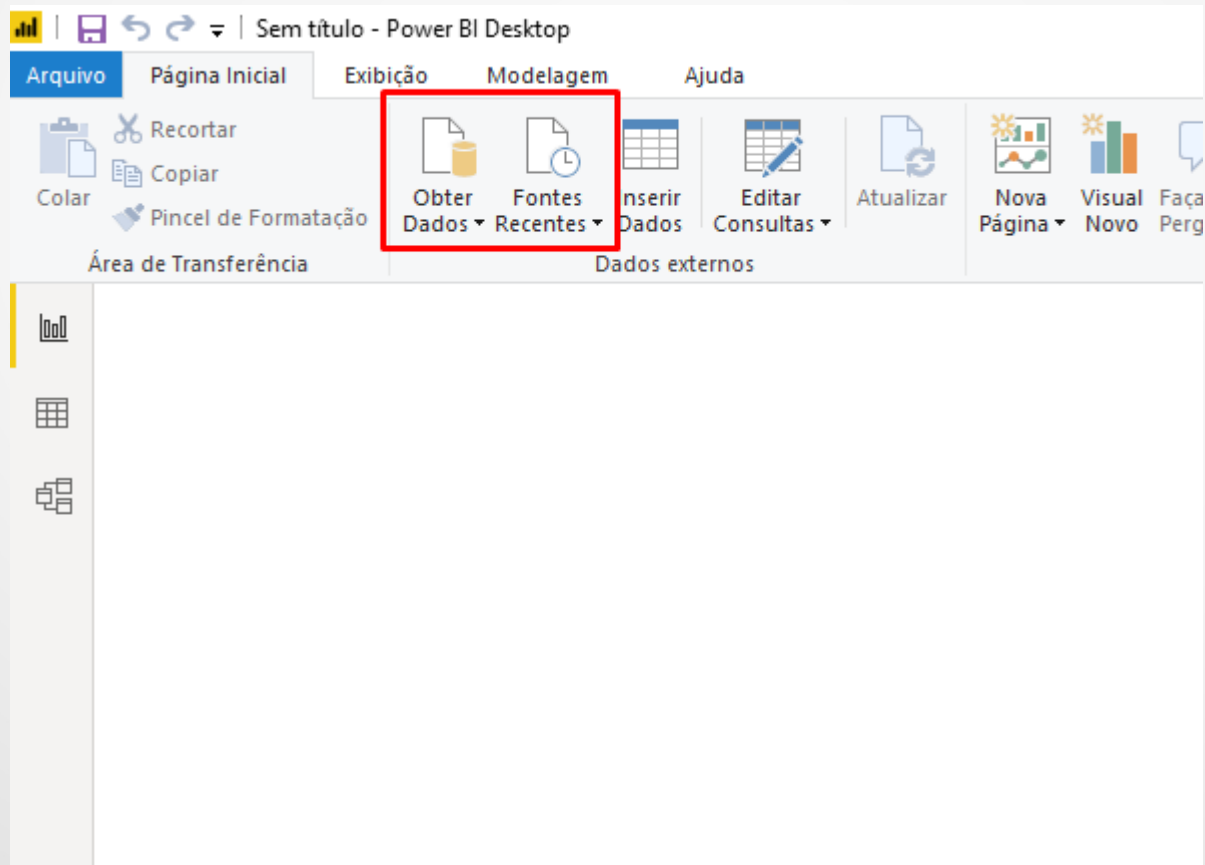 Sem título - Power BI Desktop
Arquivo Página Inicial Exibição Modelagem Ajuda
Colar
Recortar
Copiar
Pincel de Formatação
Área de Transferência
Obter
Dados
Fontes
Recentes
nserir
Dados
Editar
Consultas
Dados externos
Atualizar
Nova
Página
Visual
Novo
Faça
Perg